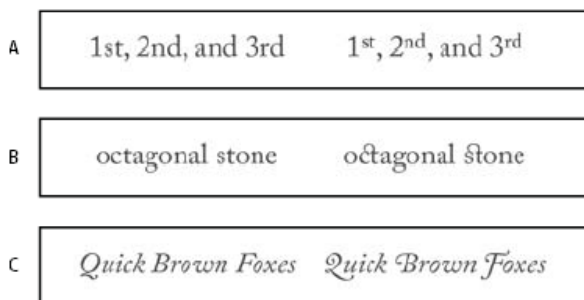 A 1st, 2nd, and 3rd 1st, 2nd, and 3rd
B octagonal stone octagonal stone
C Quick Brown Foxes Quick Brown Foxes